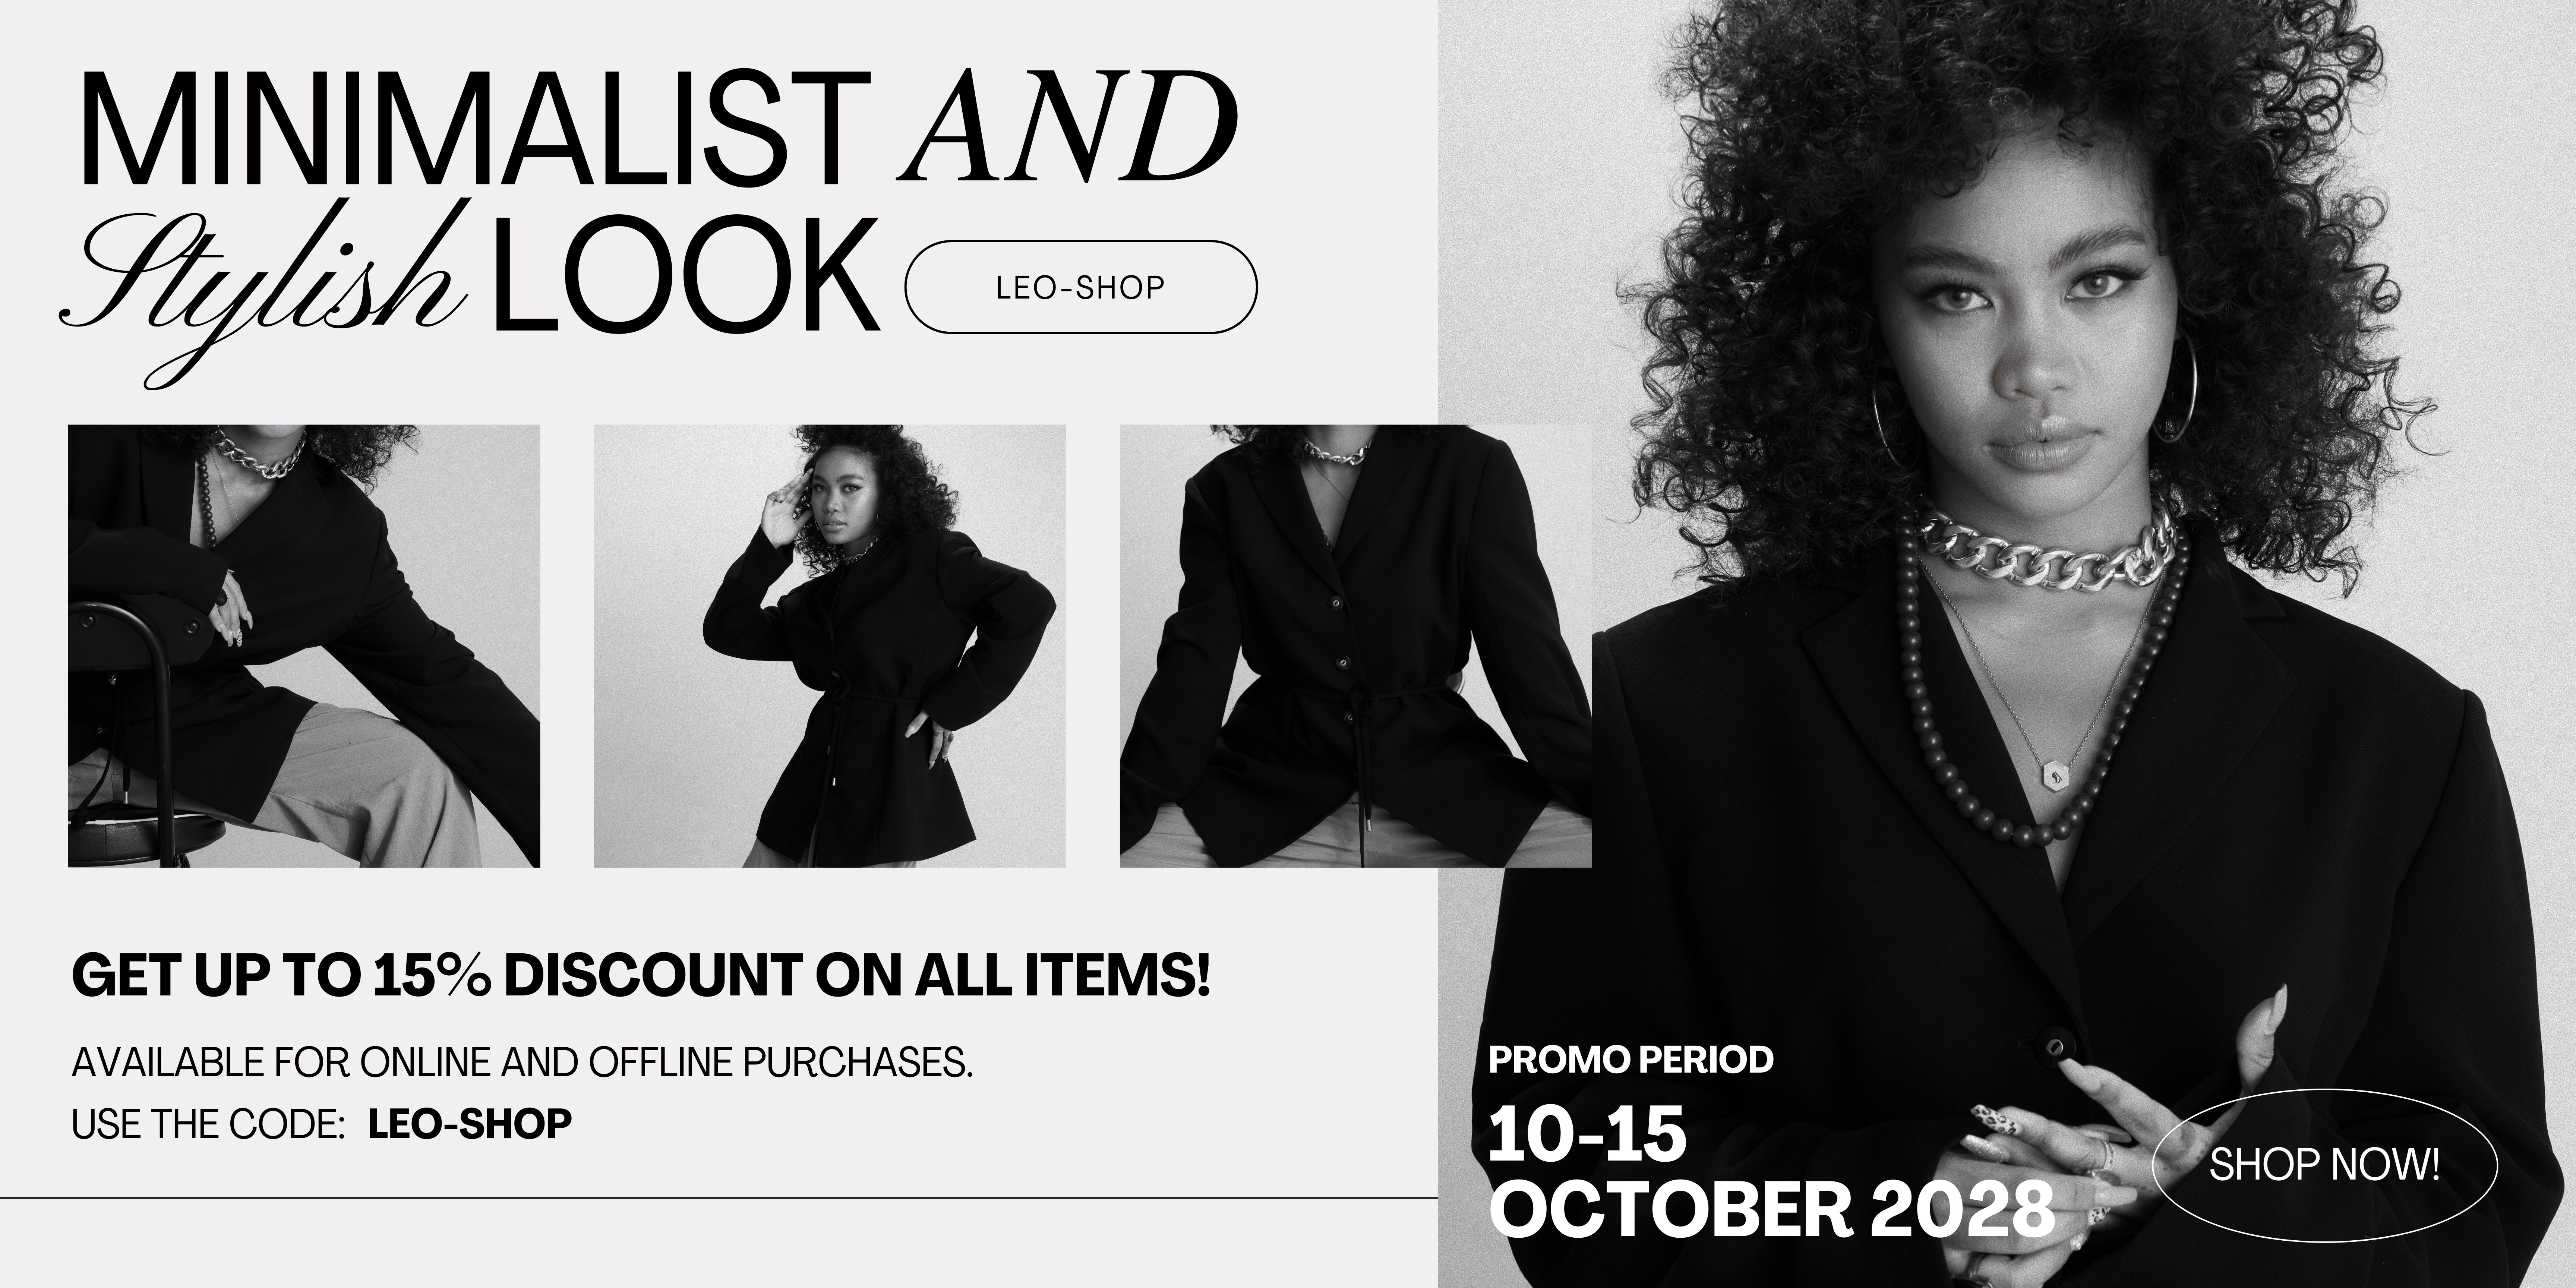 MINIMALIST AND
Stylish LOOK
LEO-SHOP
GET UP TO 15% DISCOUNT ON ALL ITEMS!
AVAILABLE FOR ONLINE AND OFFLINE PURCHASES.
USE THE CODE: LEO-SHOP
PROMO PERIOD
10-15
OCTOBER 2028
SHOP NOW!